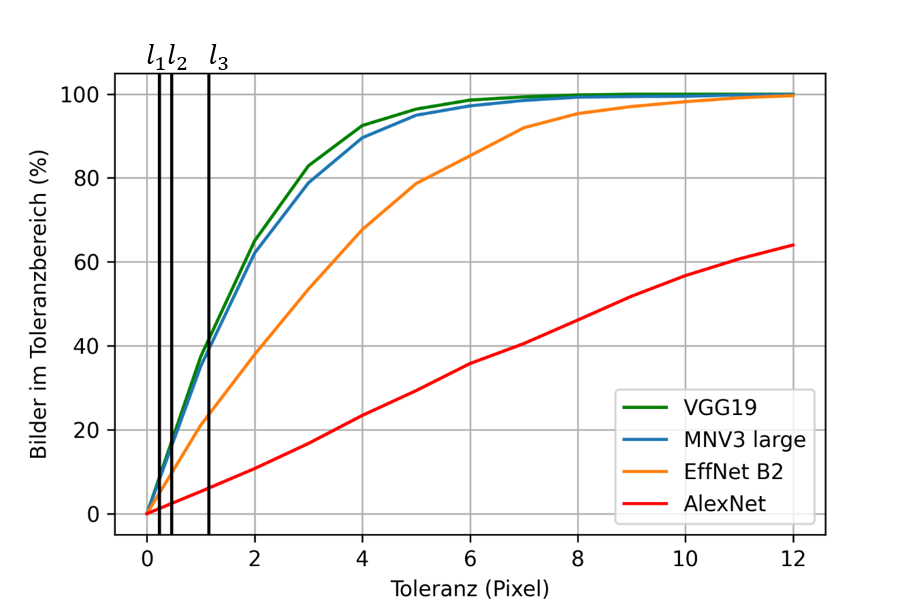 l₁ l₂ l₃
100
80
60
40
20
0
Bilder im Toleranzbereich (%)
VGG19
MNV3 large
EffNet B2
AlexNet
0 2 4 6 8 10 12
Toleranz (Pixel)